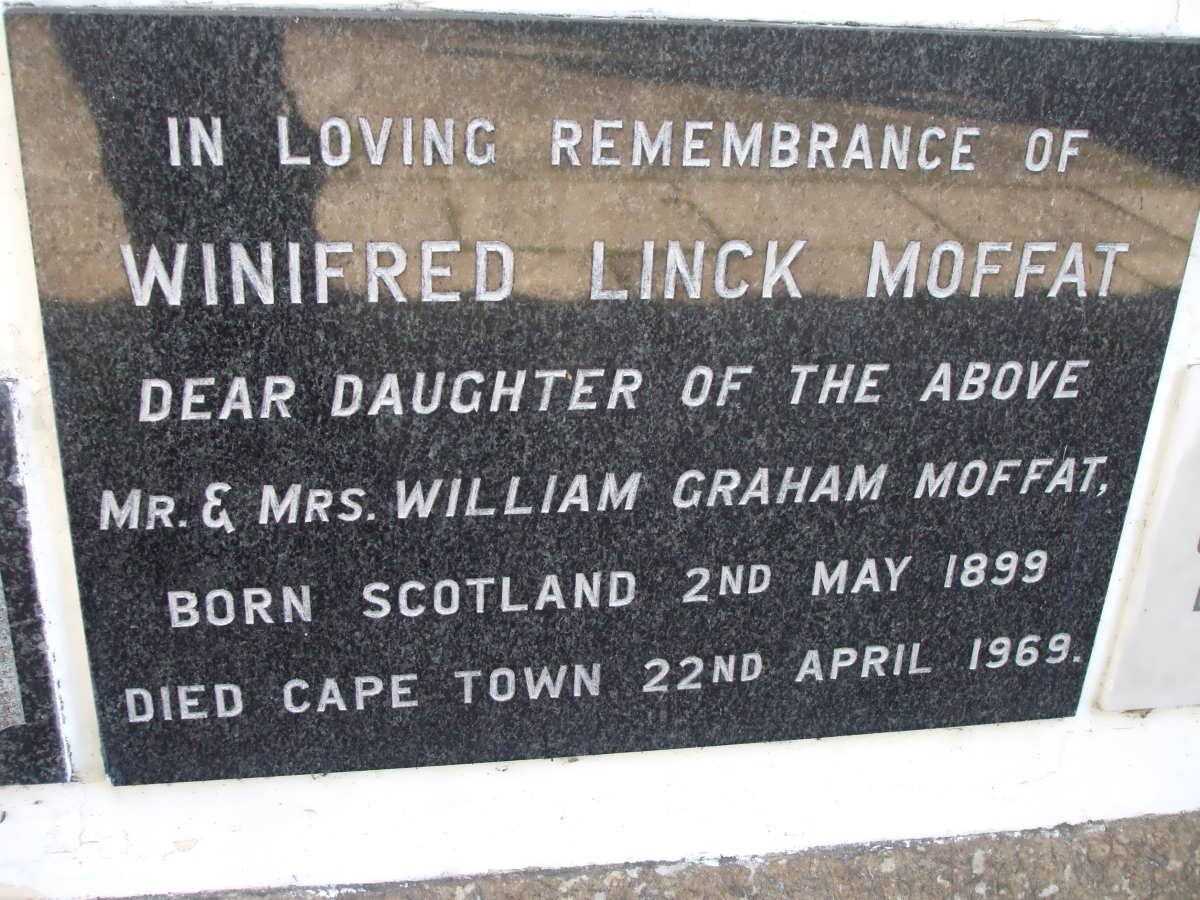 IN LOVING REMEMBRANCE OF
WINIFRED LINCK MOFFAT
DEAR DAUGHTER OF THE ABOVE
MR. & MRS. WILLIAM GRAHAM MOFFAT,
BORN SCOTLAND 2ND MAY 1899
DIED CAPE TOWN 22ND APRIL 1969.